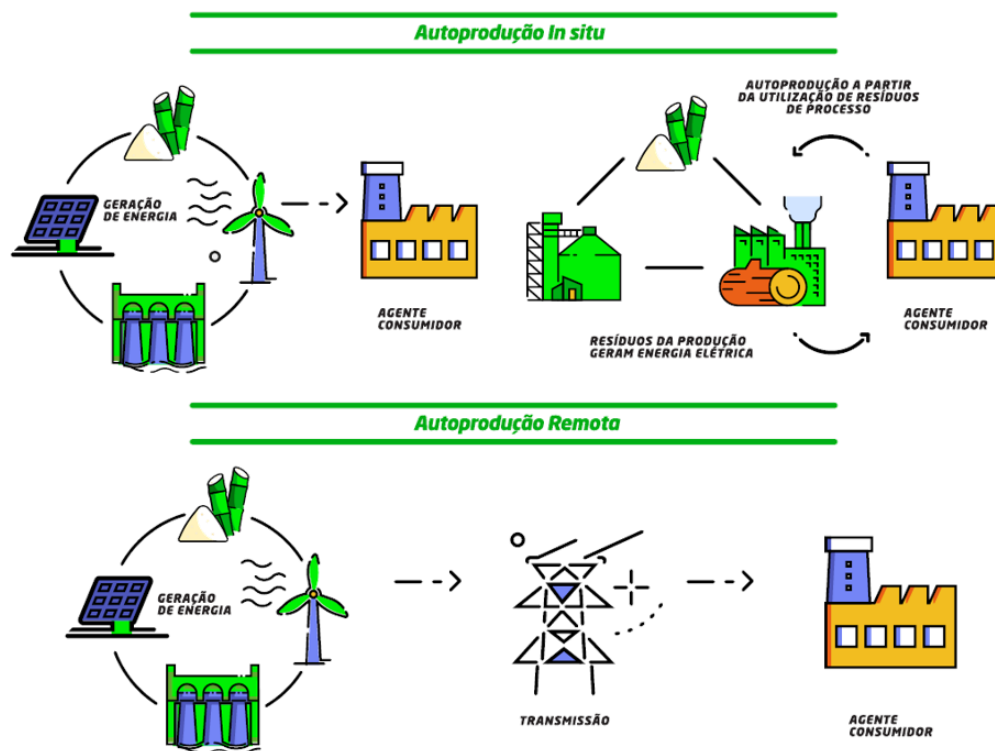 Autoprodução In situ
GERAÇÃO
DE ENERGIA
AGENTE
CONSUMIDOR
AUTOPRODUÇÃO A PARTIR
DA UTILIZAÇÃO DE RESÍDUOS
DE PROCESSO
RESÍDUOS DA PRODUÇÃO
GERAM ENERGIA ELÉTRICA
AGENTE
CONSUMIDOR
Autoprodução Remota
GERAÇÃO
DE ENERGIA
TRANSMISSÃO
AGENTE
CONSUMIDOR